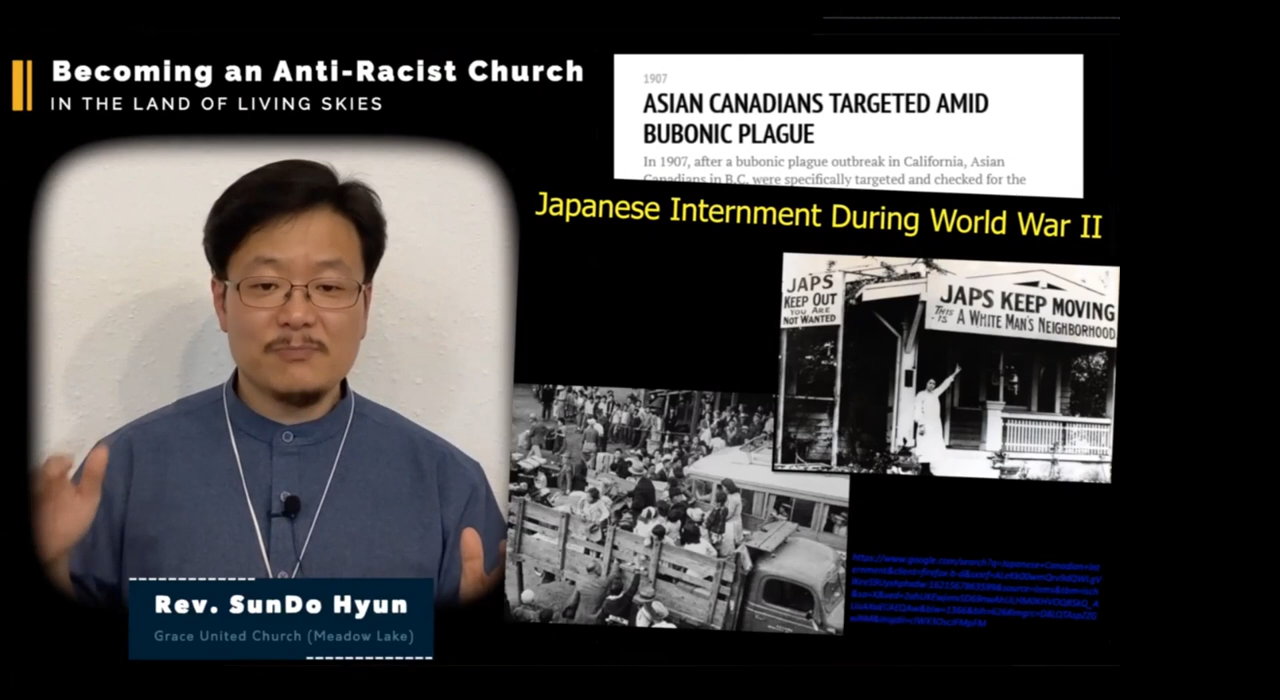 Becoming an Anti-Racist Church
IN THE LAND OF LIVING SKIES
1907
ASIAN CANADIANS TARGETED AMID
BUBONIC PLAGUE
In 1907, after a bubonic plague outbreak in California, Asian
Canadians in B.C. were specifically targeted and checked for the
Japanese Internment During World War II
JAPS
KEEP OUT
YOU ARE
NOT WANTED
JAPS KEEP MOVING
THIS IS A WHITE MAN'S NEIGHBORHOOD
Rev. SunDo Hyun
Grace United Church (Meadow Lake)